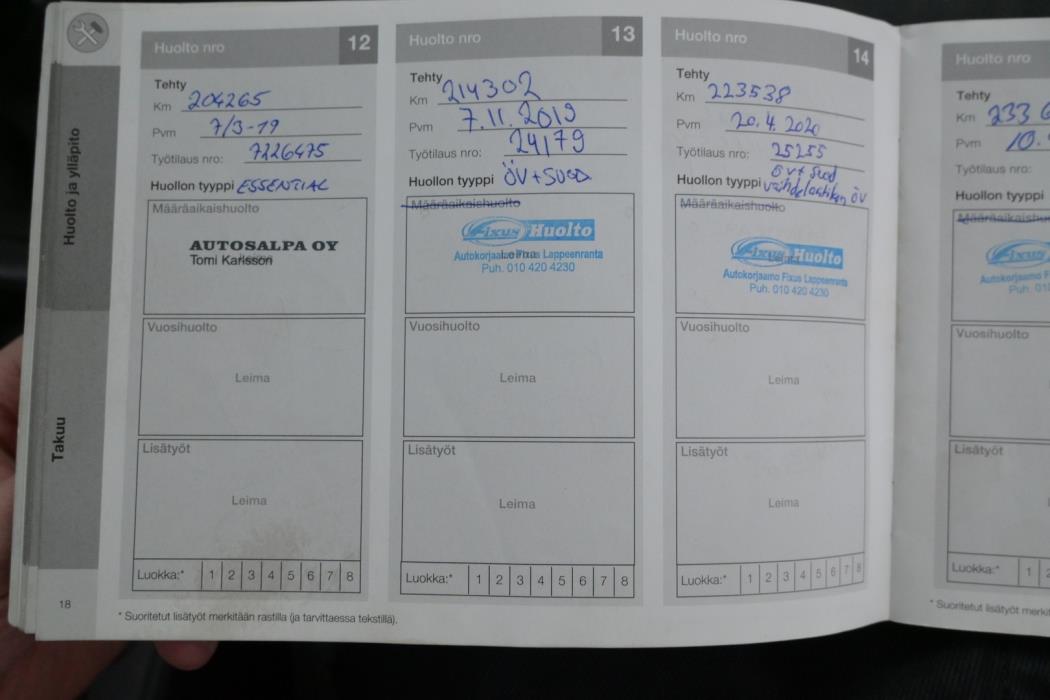 Huolto ja ylläpito
Takuu
Huolto nro 12
Tehty
Km 204265
Pvm 7/3-19
Työtilaus nro: 7226475
Huollon tyyppi ESSENTIAL
Määräaikaishuolto
AUTOSALPA OY
Tomi Karlsson
Vuosihuolto
Leima
Lisätyöt
Leima
Luokka:* 1 2 3 4 5 6 7 8
Huolto nro 13
Tehty
Km 214302
Pvm 7.11.2019
Työtilaus nro: 24179
Huollon tyyppi ÖV+SUOD
Määräaikaishuolto
Fixus Huolto
Autokorjaamo Fixus Lappeenranta
Puh. 010 420 4230
Vuosihuolto
Leima
Lisätyöt
Leima
Luokka:* 1 2 3 4 5 6 7 8
Huolto nro 14
Tehty
Km 223538
Pvm 20.4.2020
Työtilaus nro: 25255
Huollon tyyppi ÖV+ Suod
vaihdelaatikon ÖV
Määräaikaishuolto
Fixus Huolto
Autokorjaamo Fixus Lappeenranta
Puh. 010 420 4230
Vuosihuolto
Leima
Lisätyöt
Leima
Luokka:* 1 2 3 4 5 6 7 8
18
* Suoritetut lisätyöt merkitään rastilla (ja tarvittaessa tekstillä).
Huolto nro
Tehty
Km 233
Pvm 10.
Työtilaus nro:
Huollon tyyppi
Fixus
Vuosihuolto
Lisätyöt
Luokka:* 1
* Suoritetut lisätyöt